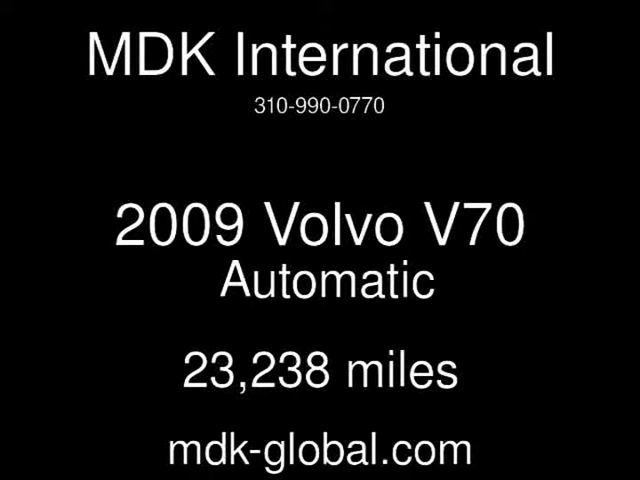 MDK International
310-990-0770
2009 Volvo V70
Automatic
23,238 miles
mdk-global.com